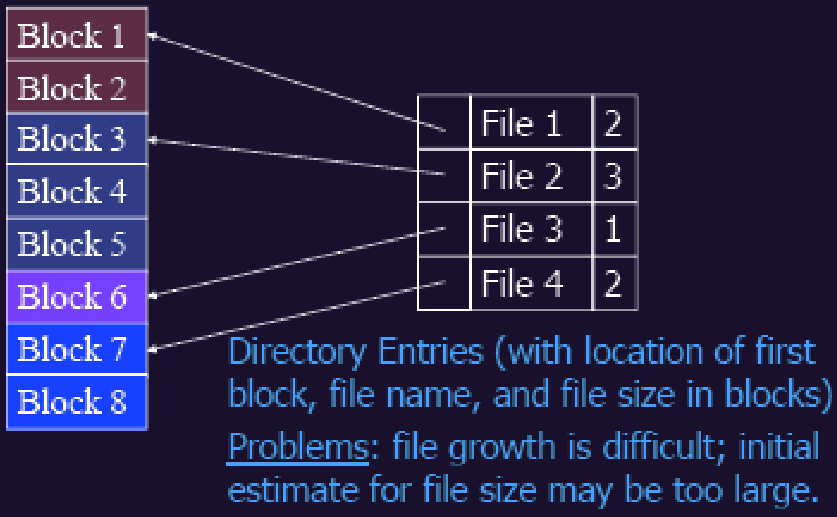 Block 1
Block 2
Block 3
Block 4
Block 5
Block 6
Block 7
Block 8
File 1 2
File 2 3
File 3 1
File 4 2
Directory Entries (with location of first
block, file name, and file size in blocks)
Problems: file growth is difficult; initial
estimate for file size may be too large.